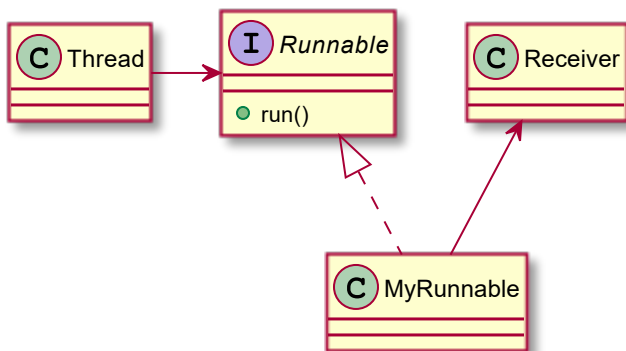 C Thread
I Runnable
run()
C Receiver
C MyRunnable